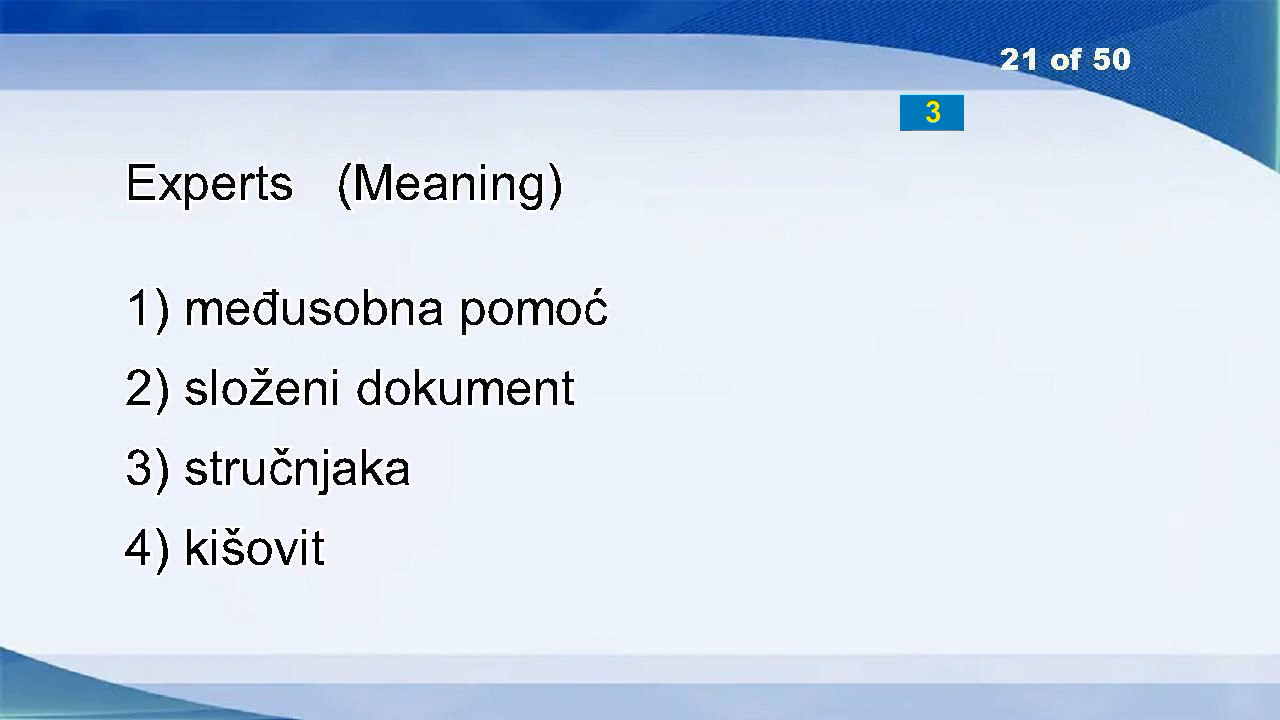 21 of 50
3
Experts (Meaning)
1) međusobna pomoć
2) složeni dokument
3) stručnjaka
4) kišovit